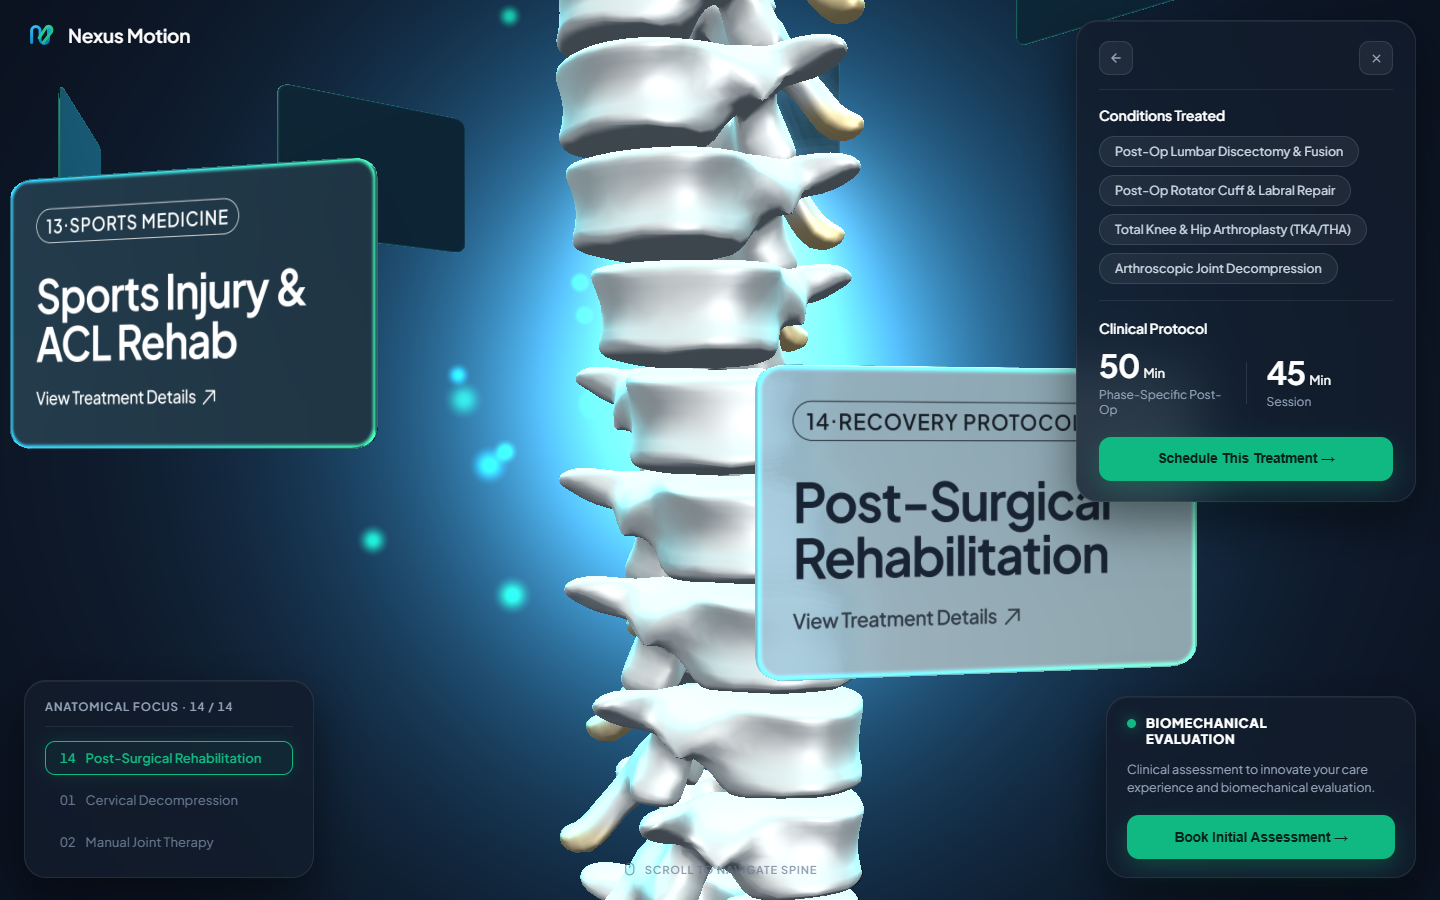 Nexus Motion
13·SPORTS MEDICINE
Sports Injury &
ACL Rehab
View Treatment Details ↗
14·RECOVERY PROTOCOL
Post-Surgical
Rehabilitation
View Treatment Details ↗
Conditions Treated
Post-Op Lumbar Discectomy & Fusion
Post-Op Rotator Cuff & Labral Repair
Total Knee & Hip Arthroplasty (TKA/THA)
Arthroscopic Joint Decompression
Clinical Protocol
50 Min
Phase-Specific Post-
Op
45 Min
Session
Schedule This Treatment →
ANATOMICAL FOCUS · 14 / 14
14 Post-Surgical Rehabilitation
01 Cervical Decompression
02 Manual Joint Therapy
SCROLL TO NAVIGATE SPINE
BIOMECHANICAL
EVALUATION
Clinical assessment to innovate your care
experience and biomechanical evaluation.
Book Initial Assessment →